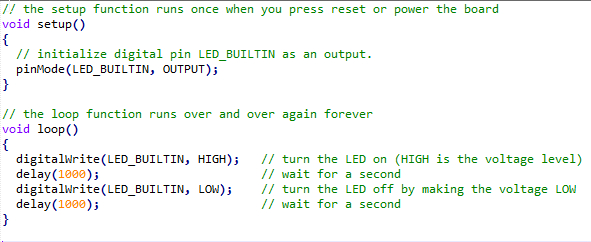 // the setup function runs once when you press reset or power the board
void setup()
{
  // initialize digital pin LED_BUILTIN as an output.
  pinMode(LED_BUILTIN, OUTPUT);
}

// the loop function runs over and over again forever
void loop()
{
  digitalWrite(LED_BUILTIN, HIGH);   // turn the LED on (HIGH is the voltage level)
  delay(1000);                       // wait for a second
  digitalWrite(LED_BUILTIN, LOW);    // turn the LED off by making the voltage LOW
  delay(1000);                       // wait for a second
}